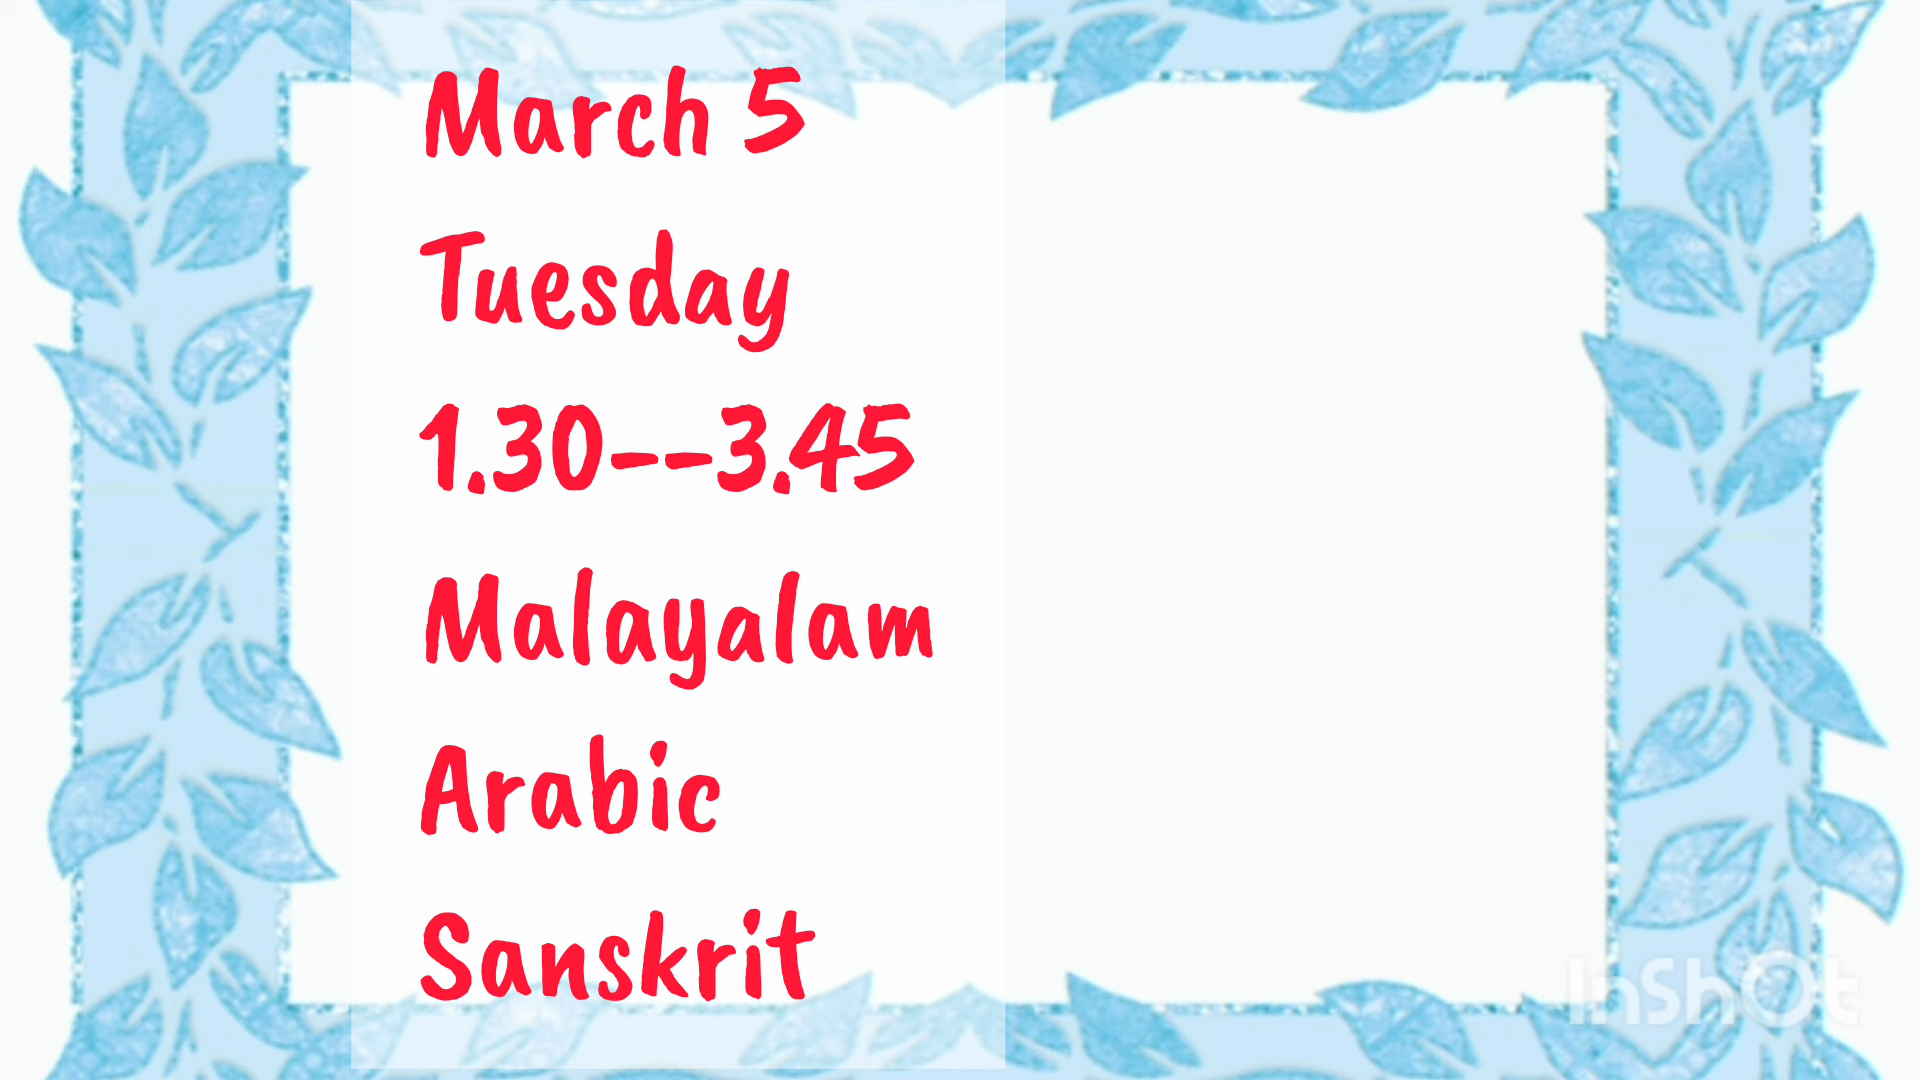 March 5
Tuesday
1.30--3.45
Malayalam
Arabic
Sanskrit
InShOt